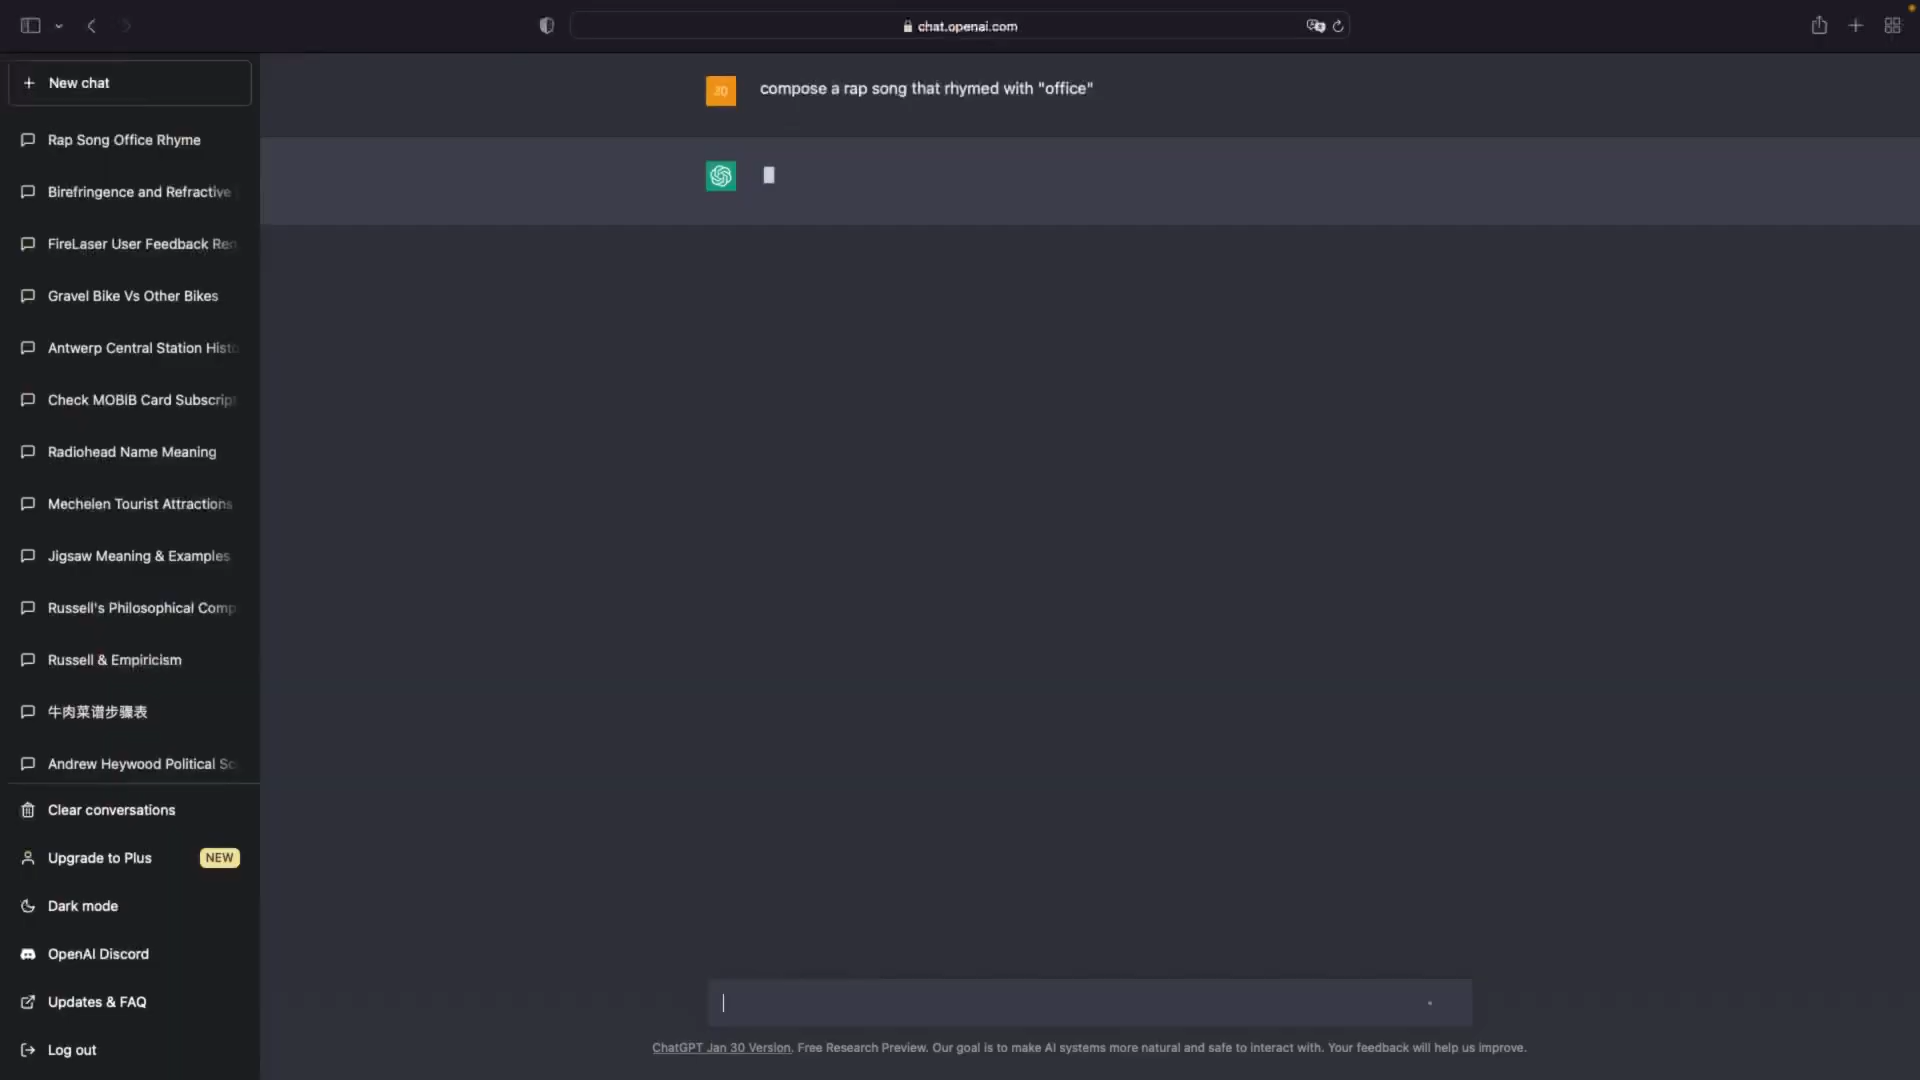 chat.openai.com
New chat
Rap Song Office Rhyme
Birefringence and Refractive
FireLaser User Feedback
Gravel Bike Vs Other Bikes
Antwerp Central Station Histo
Check MOBIB Card Subscript
Radiohead Name Meaning
Mechelen Tourist Attractions
Jigsaw Meaning & Examples
Russell's Philosophical Comp
Russell & Empiricism
牛肉菜谱步骤表
Andrew Heywood Political Sc
Clear conversations
Upgrade to Plus NEW
Dark mode
OpenAI Discord
Updates & FAQ
Log out
JO
compose a rap song that rhymed with "office"
ChatGPT Jan 30 Version. Free Research Preview. Our goal is to make AI systems more natural and safe to interact with. Your feedback will help us improve.